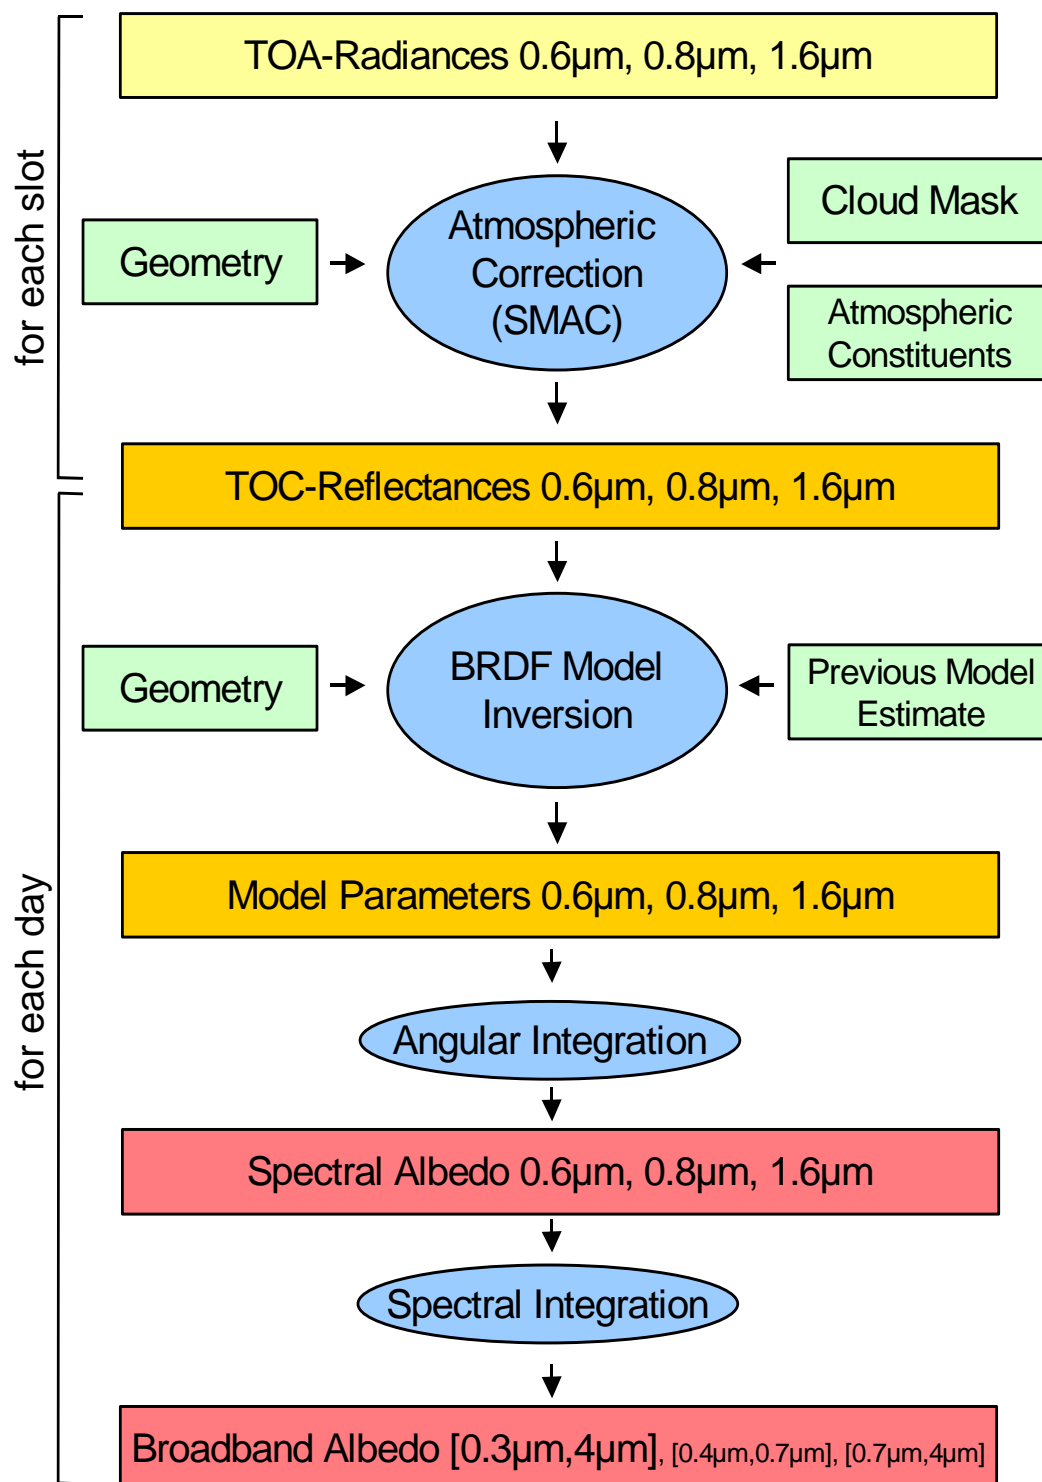 TOA-Radiances 0.6µm, 0.8µm, 1.6µm
for each slot
Cloud Mask
Geometry
Atmospheric
Correction
(SMAC)
Atmospheric
Constituents
TOC-Reflectances 0.6µm, 0.8µm, 1.6µm
for each day
Geometry
BRDF Model
Inversion
Previous Model
Estimate
Model Parameters 0.6µm, 0.8µm, 1.6µm
Angular Integration
Spectral Albedo 0.6µm, 0.8µm, 1.6µm
Spectral Integration
Broadband Albedo [0.3µm,4µm], [0.4µm,0.7µm], [0.7µm,4µm]